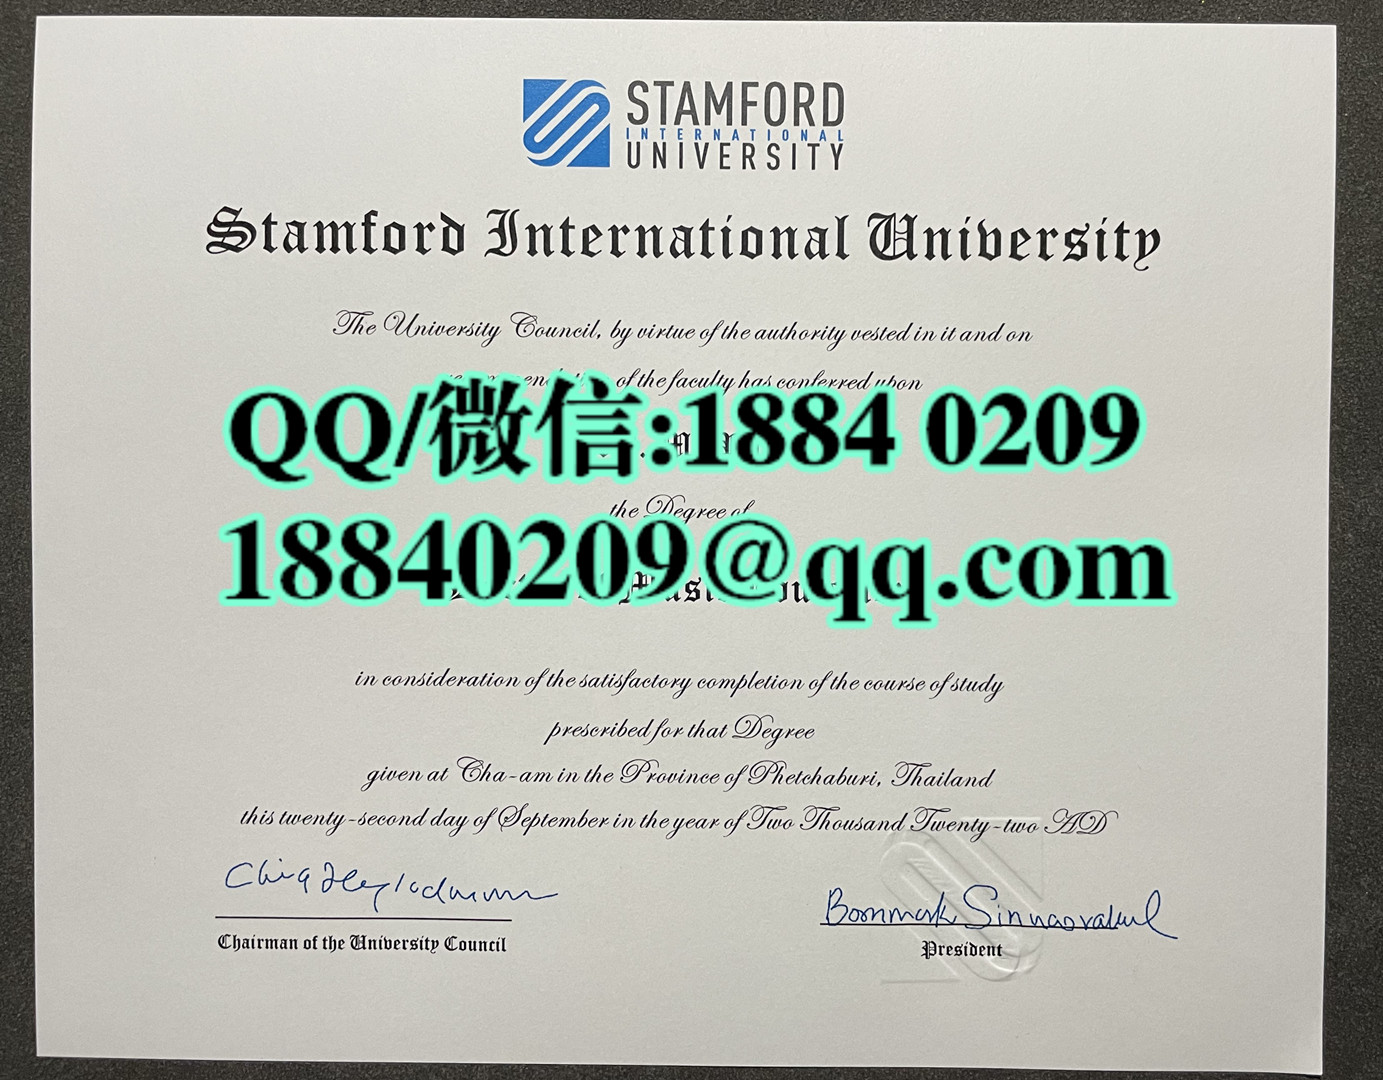 STAMFORD
INTERNATIONAL
UNIVERSITY
Stamford International University
The University Council, by virtue of the authority vested in it and on
of the faculty has conferred upon
QQ/微信:1884 0209
the Degree of
18840209@qq.com
in consideration of the satisfactory completion of the course of study
prescribed for that Degree
given at Cha-am in the Province of Phetchaburi, Thailand
this twenty-second day of September in the year of Two Thousand Twenty-two AD
Chairman of the University Council
President